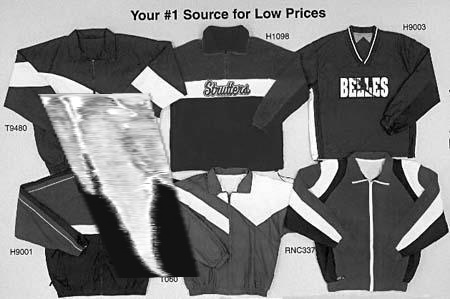 Your #1 Source for Low Prices
H1098
H9003
Strutters
BELLES
T9480
H9001
RNC337